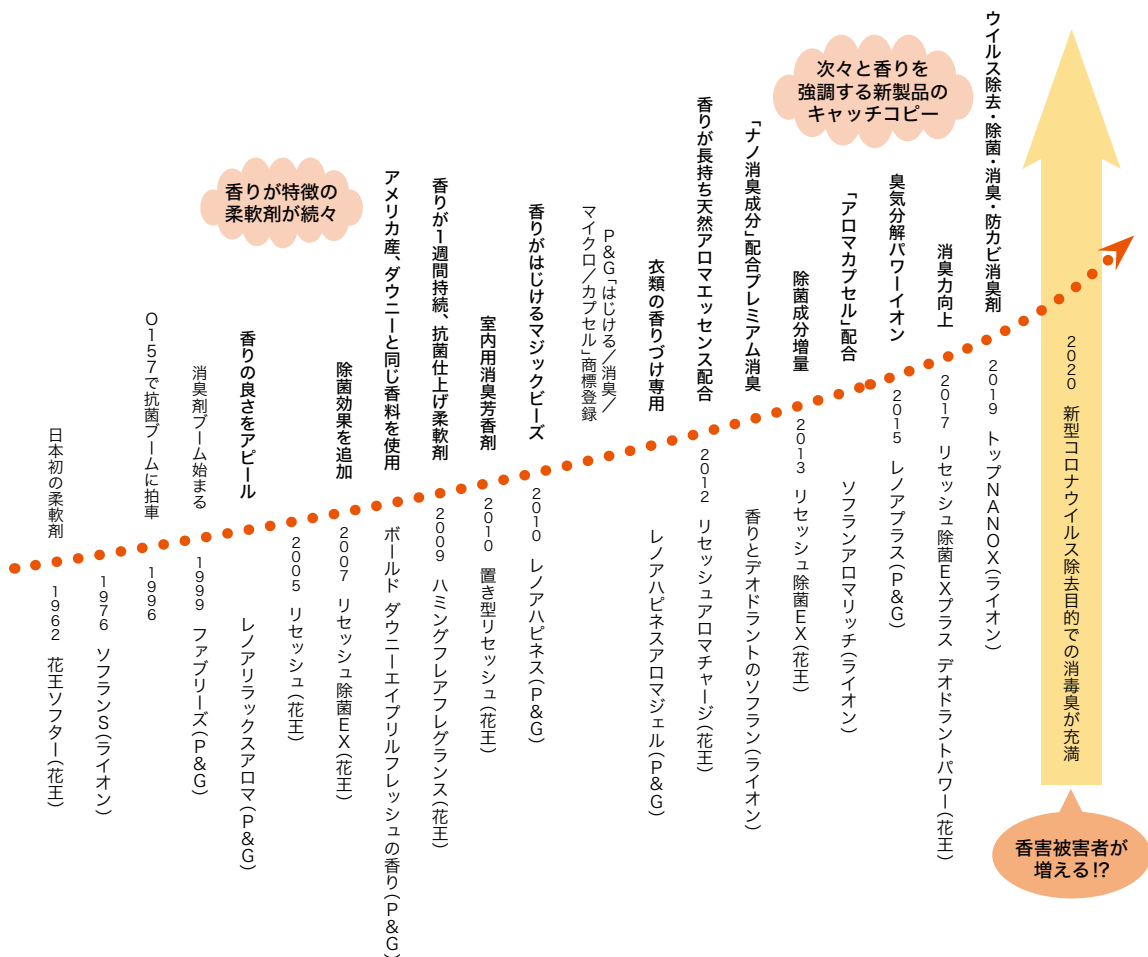 香りが特徴の
柔軟剤が続々
次々と香りを
強調する新製品の
キャッチコピー
日本初の柔軟剤
1962 花王ソフター(花王)
1976 ソフランS(ライオン)
O157で抗菌ブームに拍車
1996
消臭剤ブーム始まる
1999 ファブリーズ(P&G)
香りの良さをアピール
レノアリラックスアロマ(P&G)
2005 リセッシュ(花王)
除菌効果を追加
2007 リセッシュ除菌EX(花王)
アメリカ産、ダウニーと同じ香料を使用
ボールド ダウニーエイプリルフレッシュの香り(P&G)
香りが1週間持続、抗菌仕上げ柔軟剤
2009 ハミングフレアフレグランス(花王)
室内用消臭芳香剤
2010 置き型リセッシュ(花王)
香りがはじけるマジックビーズ
2010 レノアハピネス(P&G)
P&G「はじける/消臭/
マイクロ/カプセル」商標登録
衣類の香りづけ専用
レノアハピネスアロマジェル(P&G)
香りが長持ち天然アロマエッセンス配合
2012 リセッシュアロマチャージ(花王)
「ナノ消臭成分」配合プレミアム消臭
香りとデオドラントのソフラン(ライオン)
除菌成分増量
2013 リセッシュ除菌EX(花王)
「アロマカプセル」配合
ソフランアロマリッチ(ライオン)
臭気分解パワーイオン
2015 レノアプラス(P&G)
消臭力向上
2017 リセッシュ除菌EXプラス デオドラントパワー(花王)
ウイルス除去・除菌・消臭・防カビ消臭剤
2019 トップNANOX(ライオン)
2020 新型コロナウイルス除去目的での消毒臭が充満
香害被害者が
増える!?